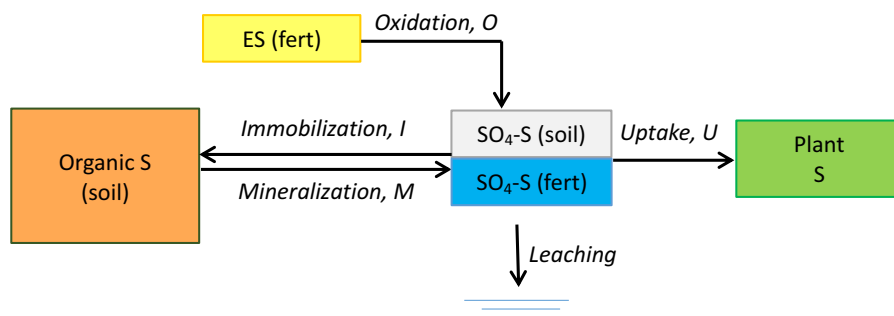 Oxidation, O
ES (fert)
Immobilization, I
SO₄-S (soil)
Uptake, U
Organic S
(soil)
Plant
S
Mineralization, M
SO₄-S (fert)
Leaching